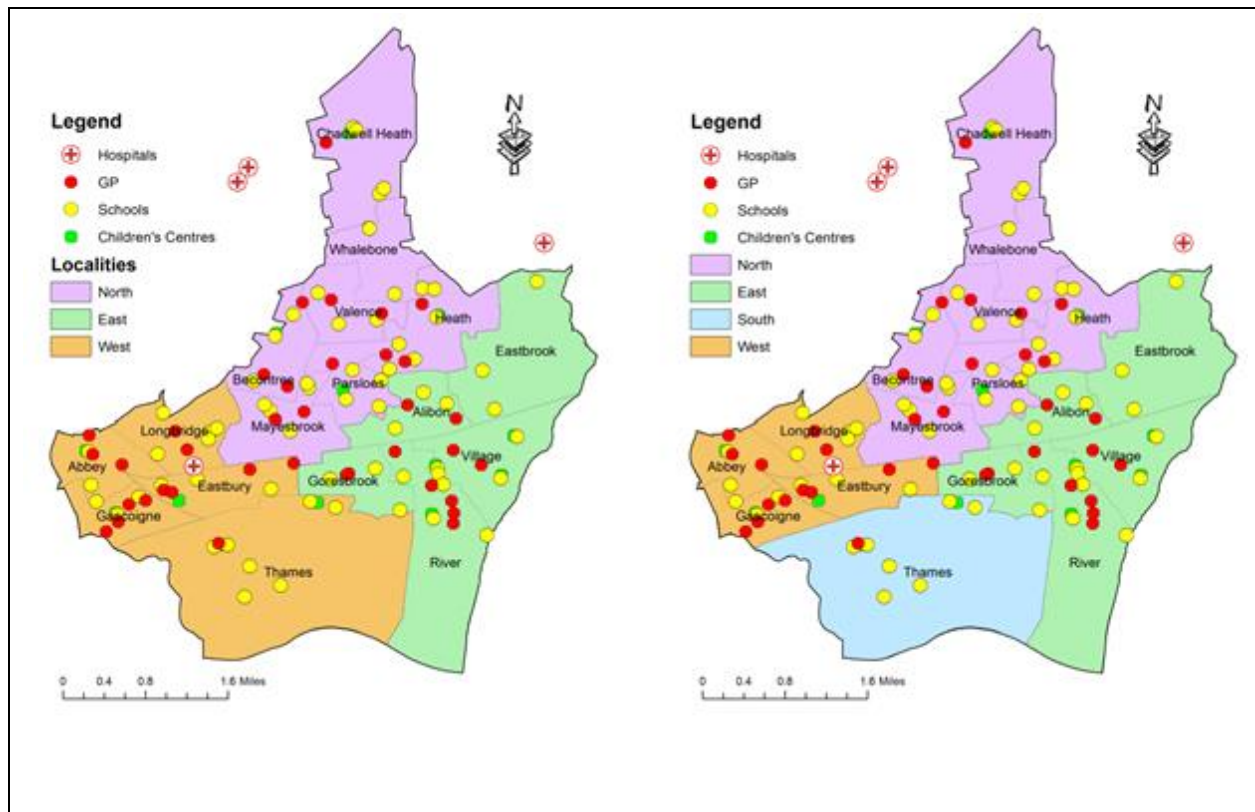 Legend
Hospitals
GP
Schools
Children's Centres
Localities
North
East
West
N
Chadwell Heath
Whalebone
Valence
Heath
Eastbrook
Becontree
Parsloes
Alibon
Mayesbrook
Longbridge
Abbey
Village
Eastbury
Goresbrook
Gascoigne
Thames
River
0 0.4 0.8 1.6 Miles
Legend
Hospitals
GP
Schools
Children's Centres
Localities
North
East
South
West
N
Chadwell Heath
Whalebone
Valence
Heath
Eastbrook
Becontree
Parsloes
Alibon
Mayesbrook
Longbridge
Abbey
Village
Eastbury
Goresbrook
Gascoigne
Thames
River
0 0.4 0.8 1.6 Miles